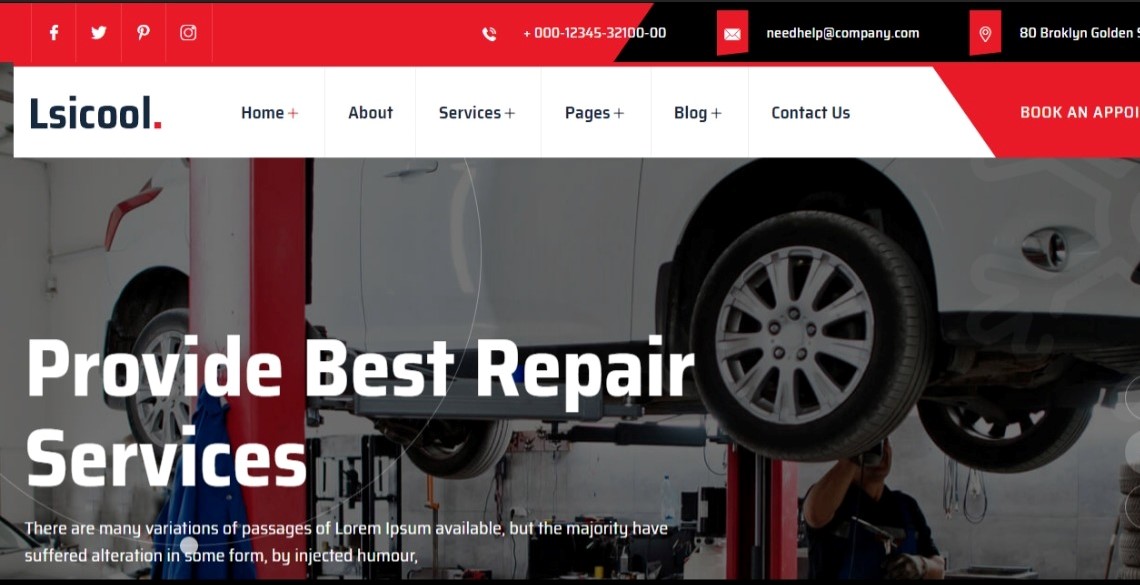 + 000-12345-32100-00
needhelp@company.com
80 Broklyn Golden
Lsicool.
Home +
About
Services +
Pages +
Blog +
Contact Us
BOOK AN
Provide Best Repair
Services
There are many variations of passages of Lorem Ipsum available, but the majority have
suffered alteration in some form, by injected humour,